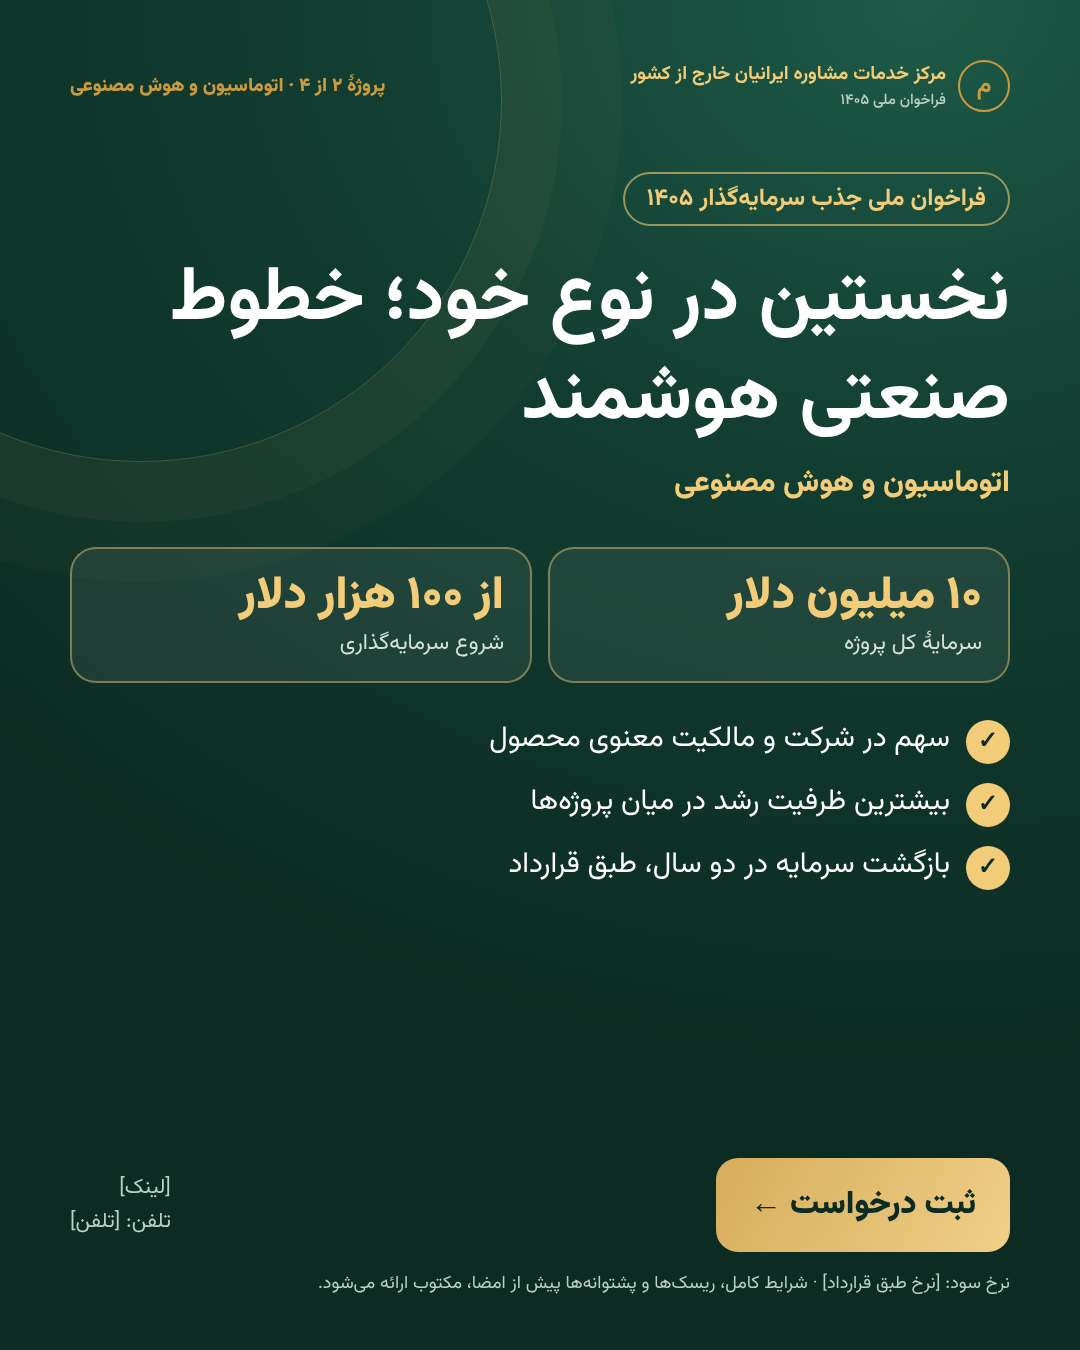 م
مرکز خدمات مشاوره ایرانیان خارج از کشور
فراخوان ملی ۱۴۰۵
پروژهٔ ۲ از ۴ · اتوماسیون و هوش مصنوعی
فراخوان ملی جذب سرمایه‌گذار ۱۴۰۵
نخستین در نوع خود؛ خطوط
صنعتی هوشمند
اتوماسیون و هوش مصنوعی
۱۰ میلیون دلار
سرمایهٔ کل پروژه
از ۱۰۰ هزار دلار
شروع سرمایه‌گذاری
✓ سهم در شرکت و مالکیت معنوی محصول
✓ بیشترین ظرفیت رشد در میان پروژه‌ها
✓ بازگشت سرمایه در دو سال، طبق قرارداد
ثبت درخواست ←
[لینک]
تلفن: [تلفن]
نرخ سود: [نرخ طبق قرارداد] · شرایط کامل، ریسک‌ها و پشتوانه‌ها پیش از امضا، مکتوب ارائه می‌شود.